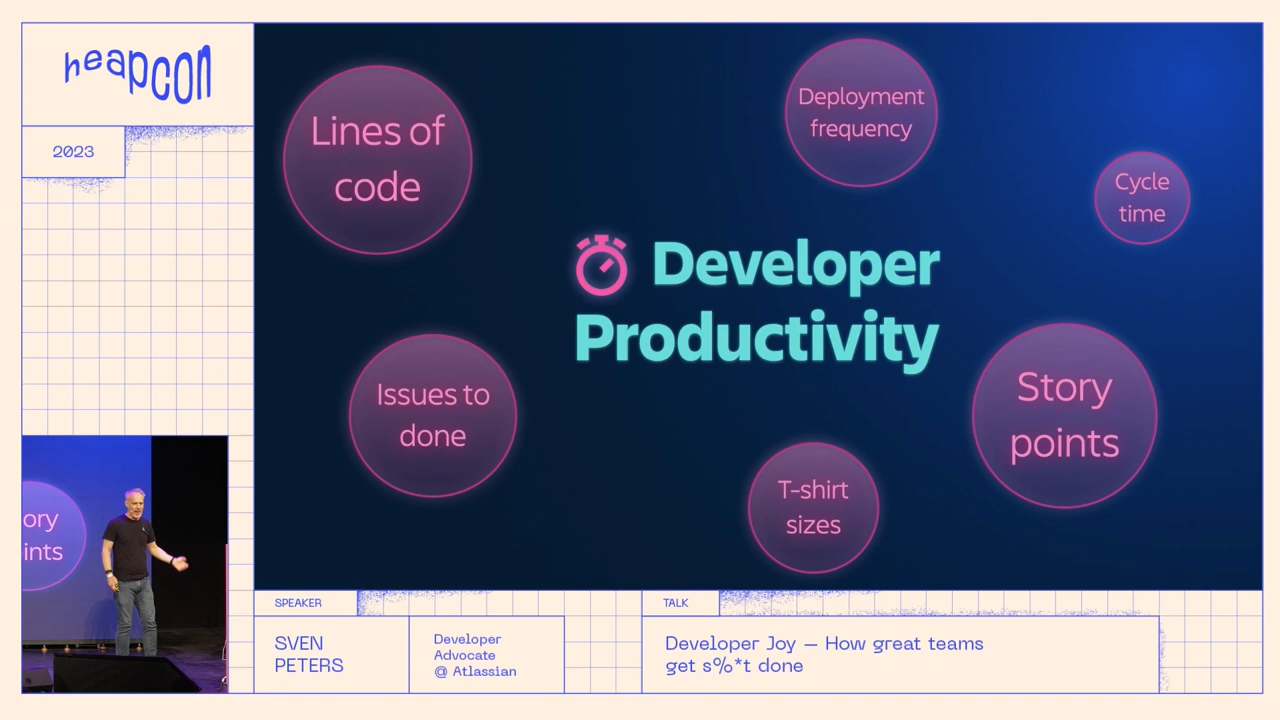 heapcon
2023
Lines of
code
Deployment
frequency
Cycle
time
Developer
Productivity
Issues to
done
Story
points
T-shirt
sizes
ory
ints
SPEAKER
SVEN
PETERS
Developer
Advocate
@ Atlassian
TALK
Developer Joy — How great teams
get s%*t done